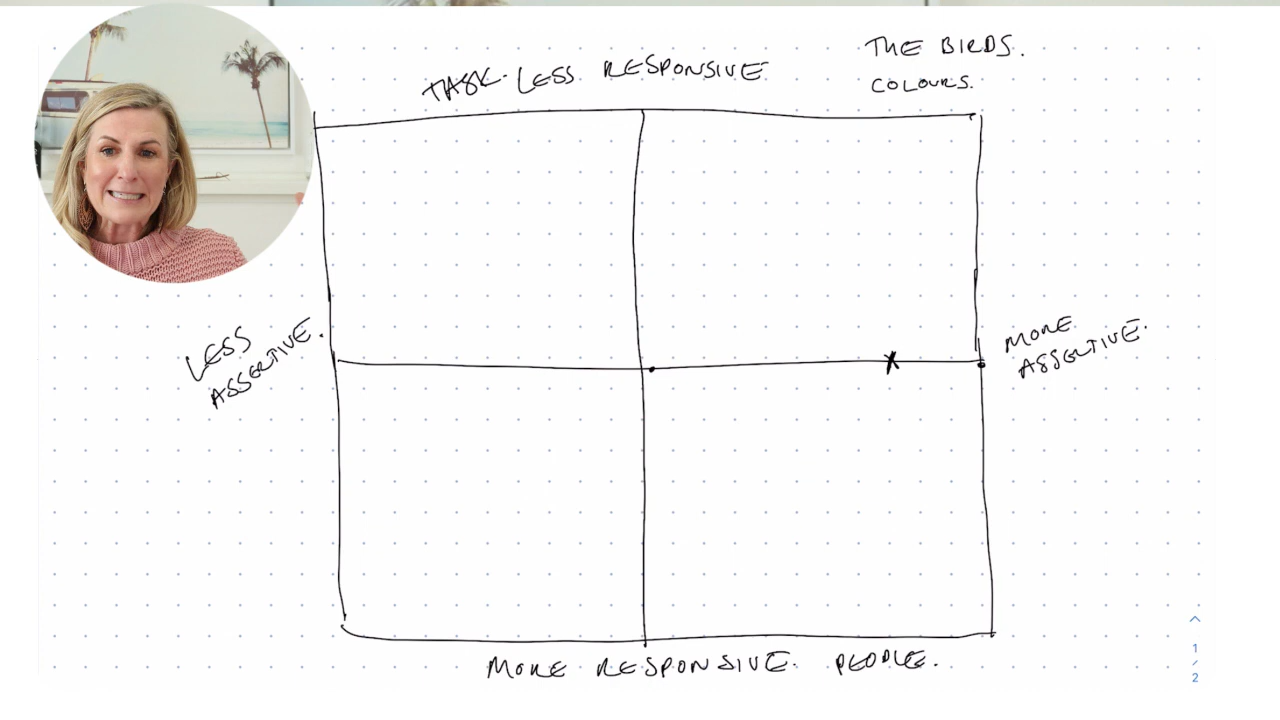 THE BIRDS.
TASK. LESS RESPONSIVE
COLOURS.
LESS
ASSERTIVE.
MORE
ASSERTIVE.
MORE RESPONSIVE. PEOPLE.
1
/
2